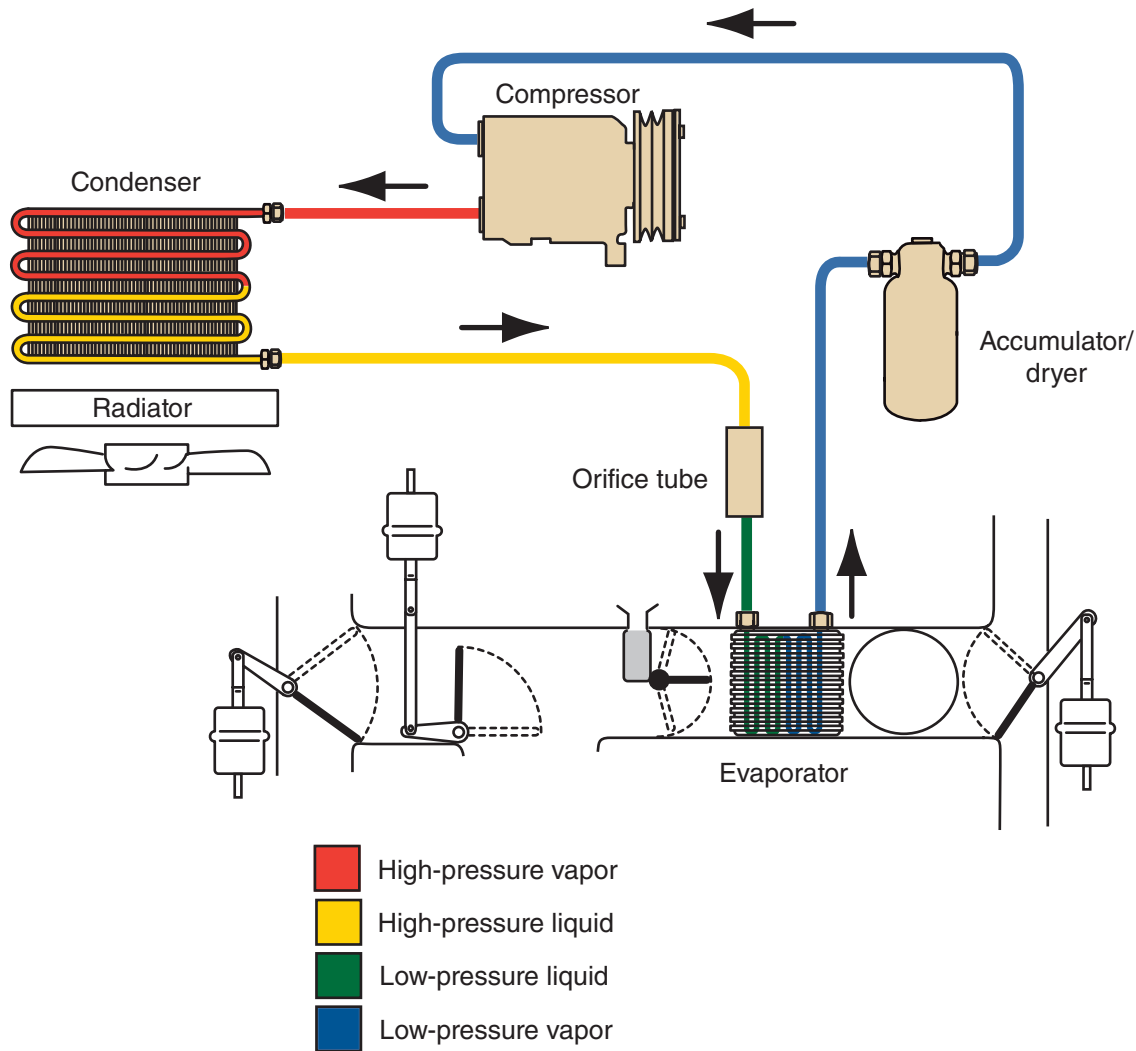 Compressor
Condenser
Accumulator/
dryer
Radiator
Orifice tube
Evaporator
High-pressure vapor
High-pressure liquid
Low-pressure liquid
Low-pressure vapor